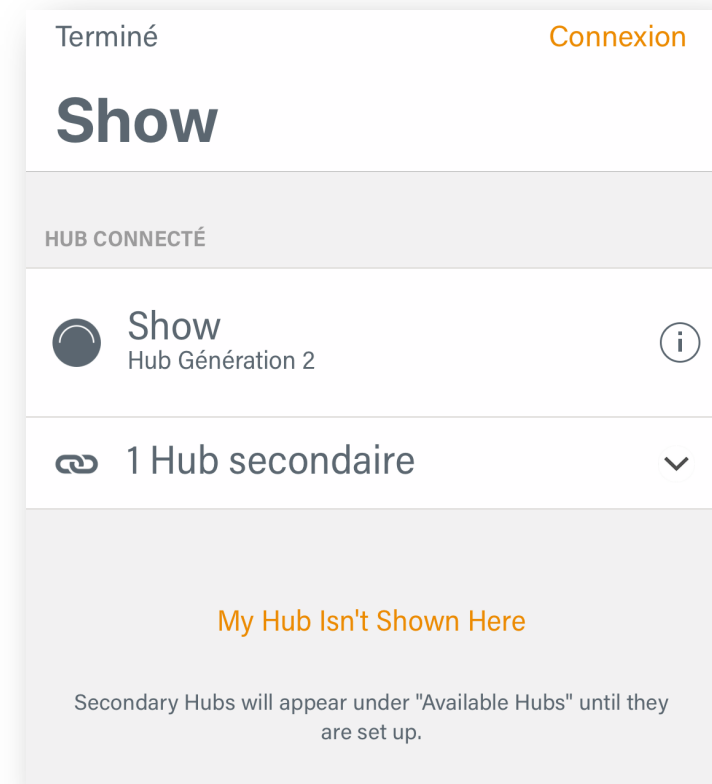 Terminé
Connexion
Show
HUB CONNECTÉ
Show
Hub Génération 2
1 Hub secondaire
My Hub Isn't Shown Here
Secondary Hubs will appear under "Available Hubs" until they
are set up.